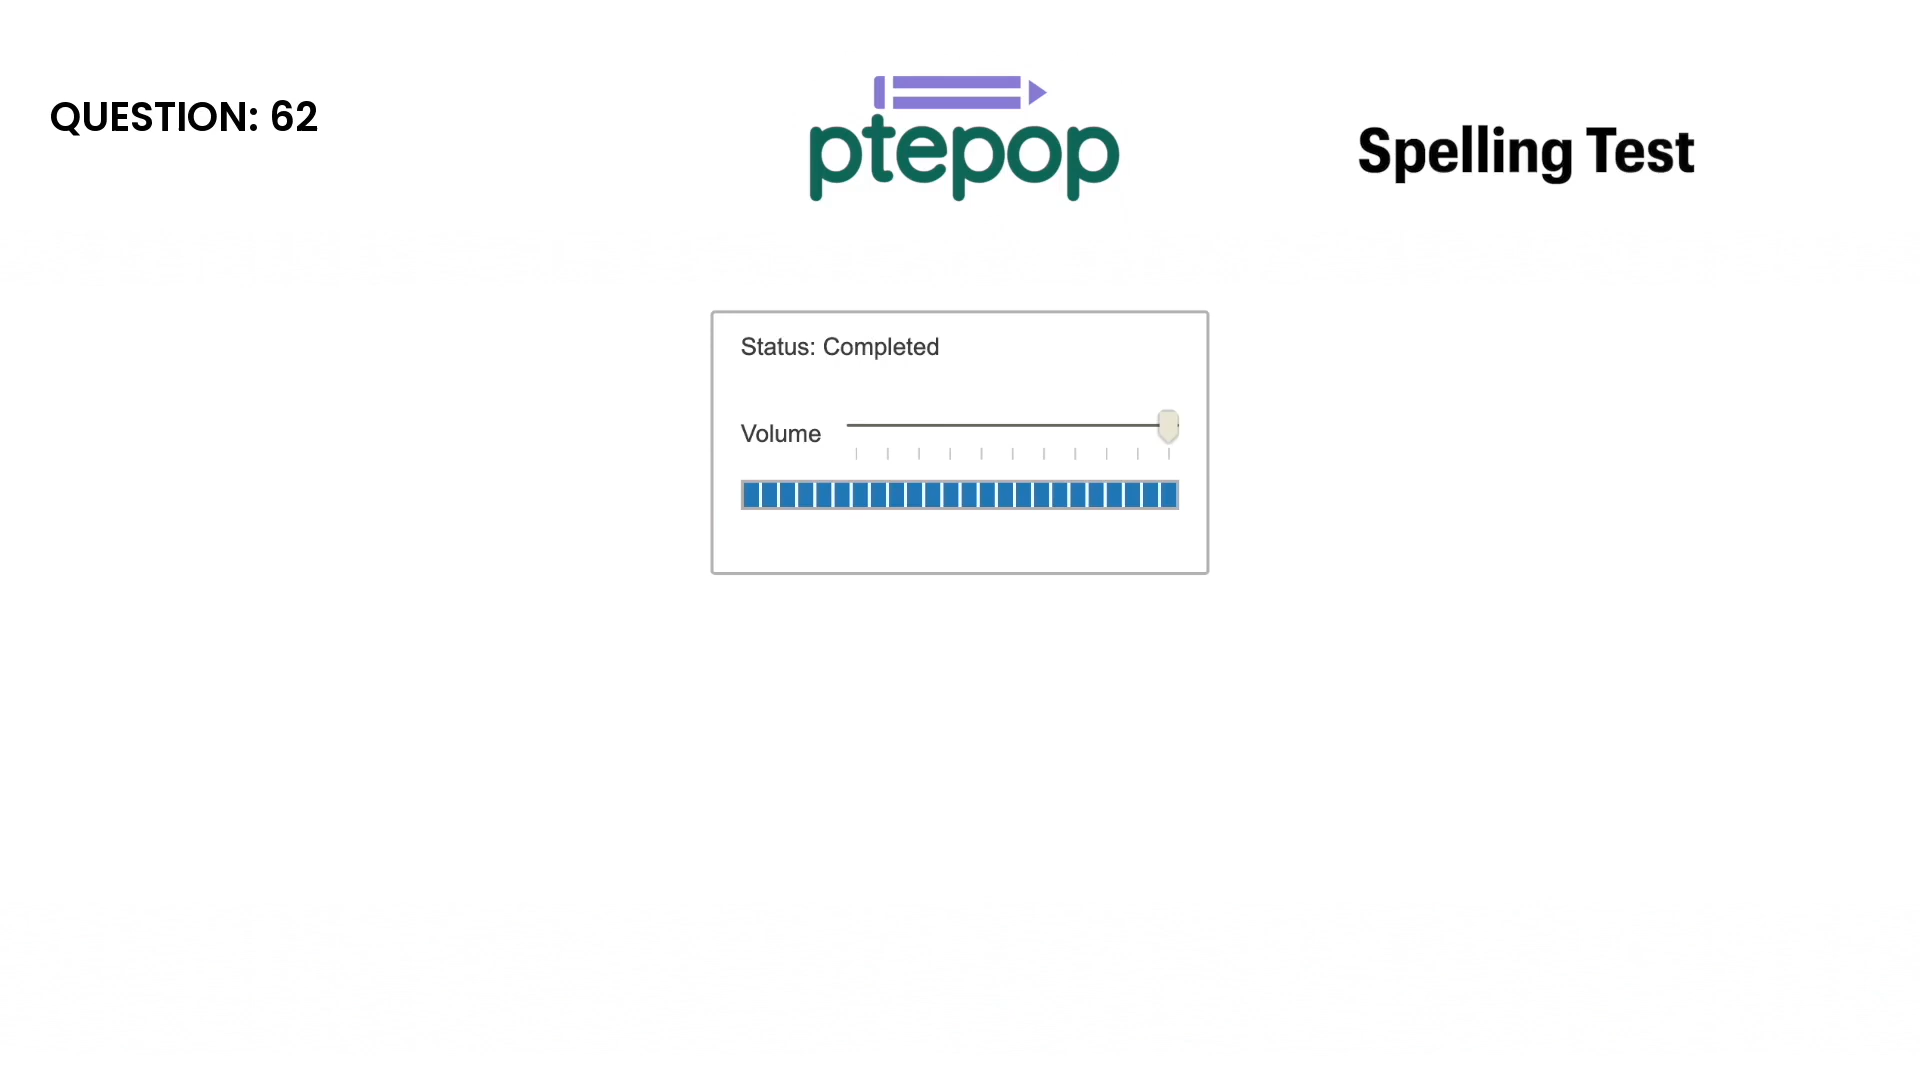 QUESTION: 62
ptepop
Spelling Test
Status: Completed
Volume